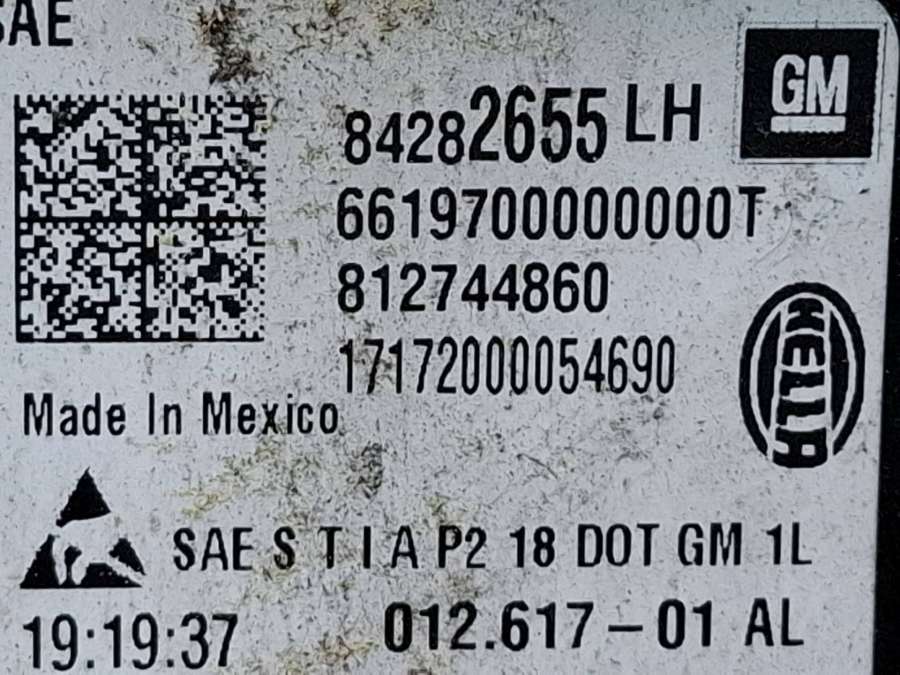 SAE
84282655 LH
GM
6619700000000T
812744860
17172000054690
HELLA
Made In Mexico
SAE S T I A P2 18 DOT GM 1L
19:19:37
012.617-01 AL